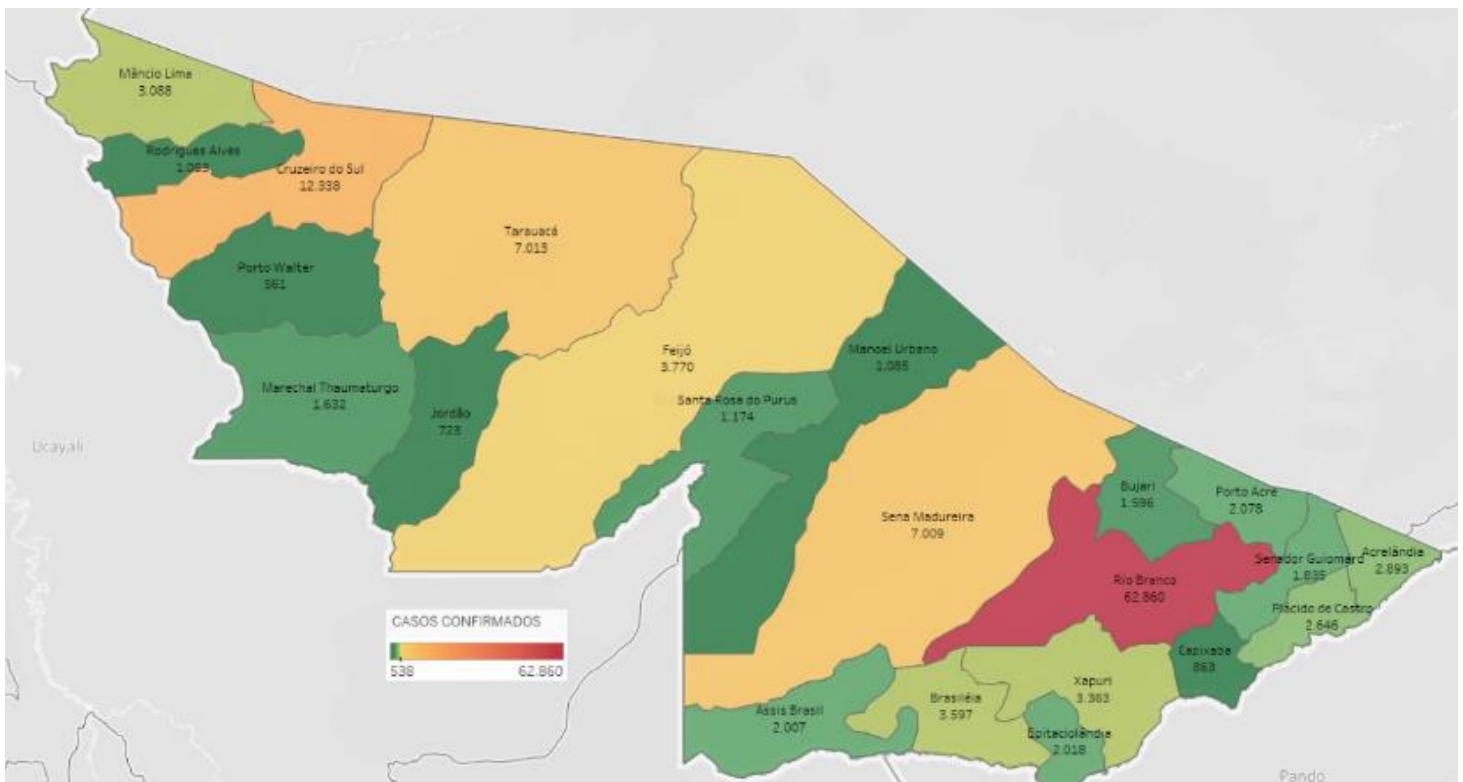 Mâncio Lima
3.088
Rodrigues Alves
1.093
Cruzeiro do Sul
12.338
Tarauacá
7.013
Porto Walter
561
Feijó
3.770
Manoel Urbano
1.085
Marechal Thaumaturgo
1.632
Jordão
723
Santa Rosa do Purus
1.174
Ucayali
Bujari
1.596
Porto Acre
2.078
Sena Madureira
7.009
Senador Guiomard
1.835
Acrelândia
2.893
Rio Branco
62.860
Plácido de Castro
2.646
CASOS CONFIRMADOS
538
62.860
Capixaba
863
Xapuri
3.363
Brasiléia
3.597
Assis Brasil
2.007
Epitaciolândia
2.018
Pando